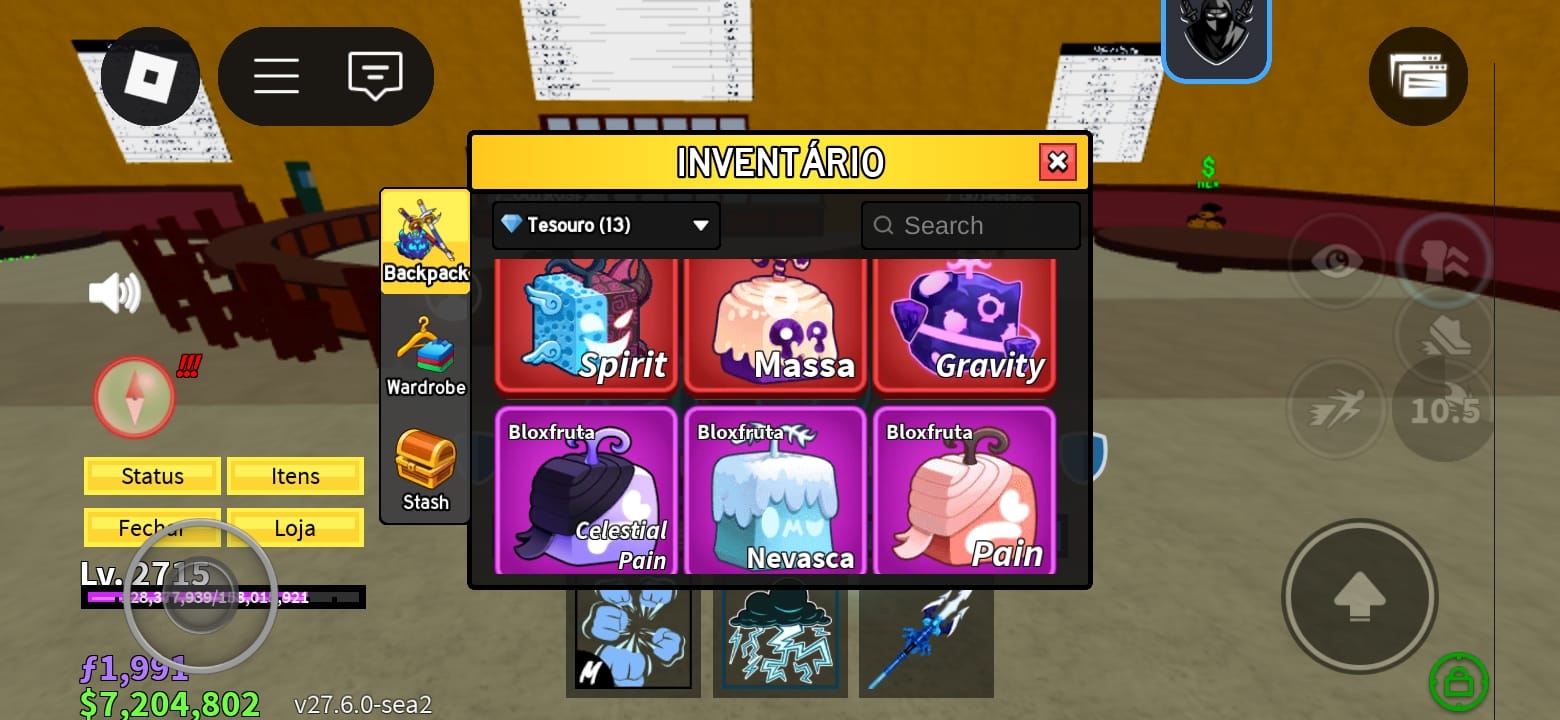 INVENTÁRIO
Tesouro (13)
Search
Backpack
Wardrobe
Stash
Spirit
Massa
Gravity
Bloxfruta
Bloxfruta
Bloxfruta
Celestial
Pain
Nevasca
Pain
$
!!!
10.5
Status
Itens
Fechar
Loja
Lv. 2715
ƒ1,991
$7,204,802
v27.6.0-sea2
M